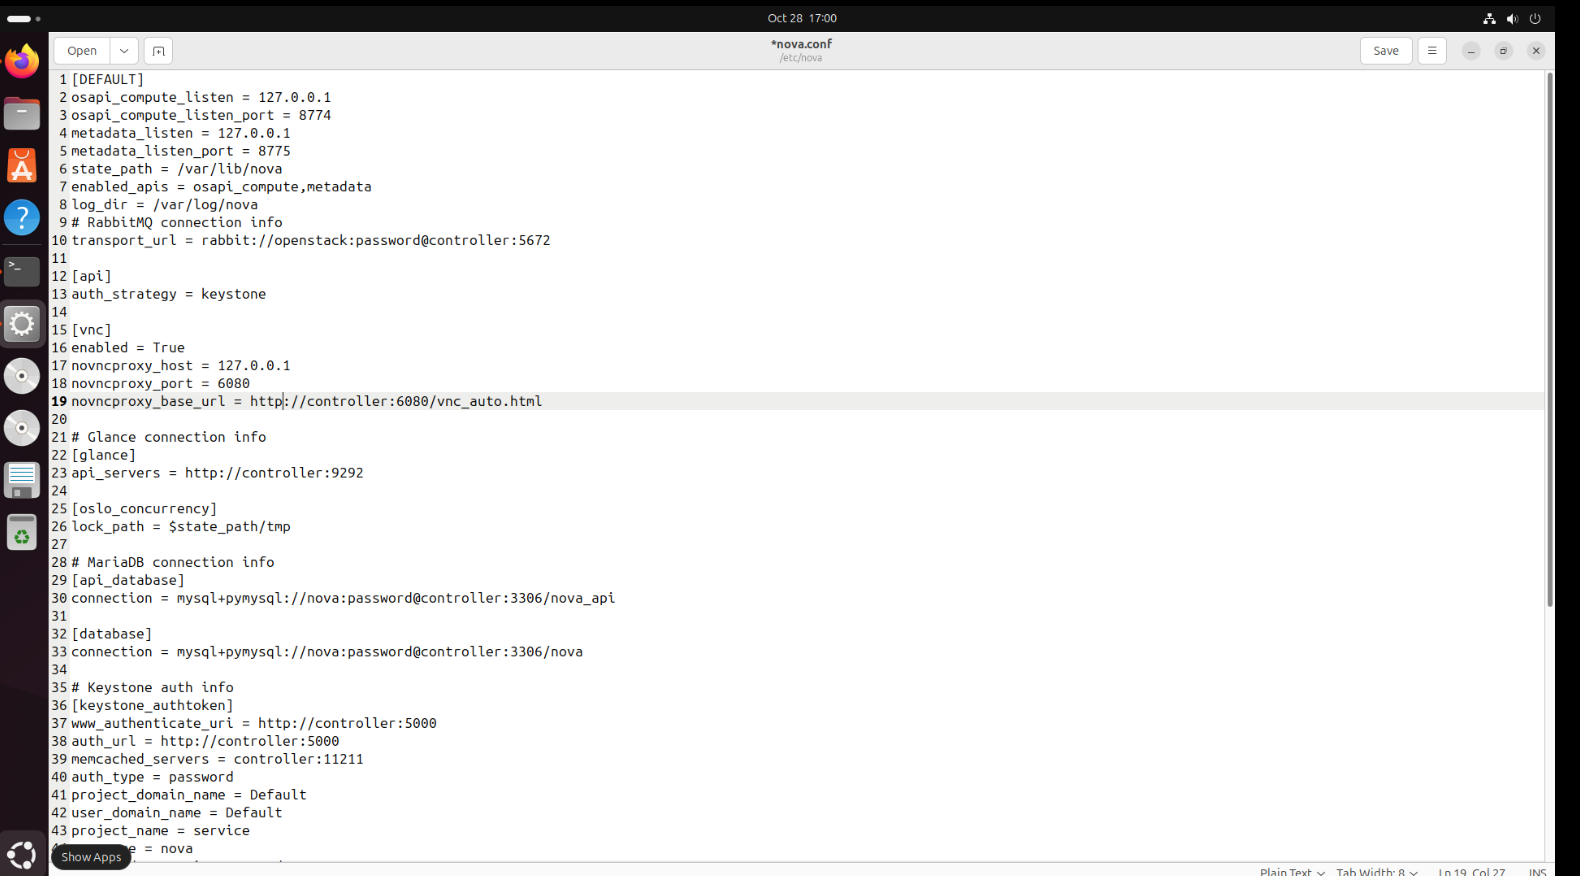 Oct 28 17:00
Open
*nova.conf
/etc/nova
Save
1 [DEFAULT]
2 osapi_compute_listen = 127.0.0.1
3 osapi_compute_listen_port = 8774
4 metadata_listen = 127.0.0.1
5 metadata_listen_port = 8775
6 state_path = /var/lib/nova
7 enabled_apis = osapi_compute,metadata
8 log_dir = /var/log/nova
9 # RabbitMQ connection info
10 transport_url = rabbit://openstack:password@controller:5672
11
12 [api]
13 auth_strategy = keystone
14
15 [vnc]
16 enabled = True
17 novncproxy_host = 127.0.0.1
18 novncproxy_port = 6080
19 novncproxy_base_url = http://controller:6080/vnc_auto.html
20
21 # Glance connection info
22 [glance]
23 api_servers = http://controller:9292
24
25 [oslo_concurrency]
26 lock_path = $state_path/tmp
27
28 # MariaDB connection info
29 [api_database]
30 connection = mysql+pymysql://nova:password@controller:3306/nova_api
31
32 [database]
33 connection = mysql+pymysql://nova:password@controller:3306/nova
34
35 # Keystone auth info
36 [keystone_authtoken]
37 www_authenticate_uri = http://controller:5000
38 auth_url = http://controller:5000
39 memcached_servers = controller:11211
40 auth_type = password
41 project_domain_name = Default
42 user_domain_name = Default
43 project_name = service
e = nova
Show Apps
Plain Text Tab Width: 8 Ln 19, Col 27 INS